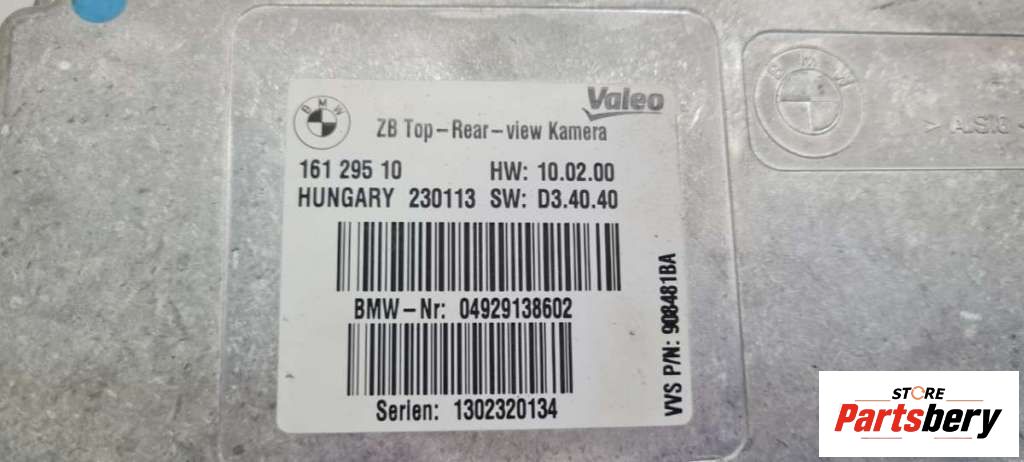 BMW
Valeo
ZB Top-Rear-view Kamera
161 295 10 HW: 10.02.00
HUNGARY 230113 SW: D3.40.40
BMW-Nr: 04929138602
Serien: 1302320134
VVS P/N: 908481BA
BMW
STORE
Partsbery